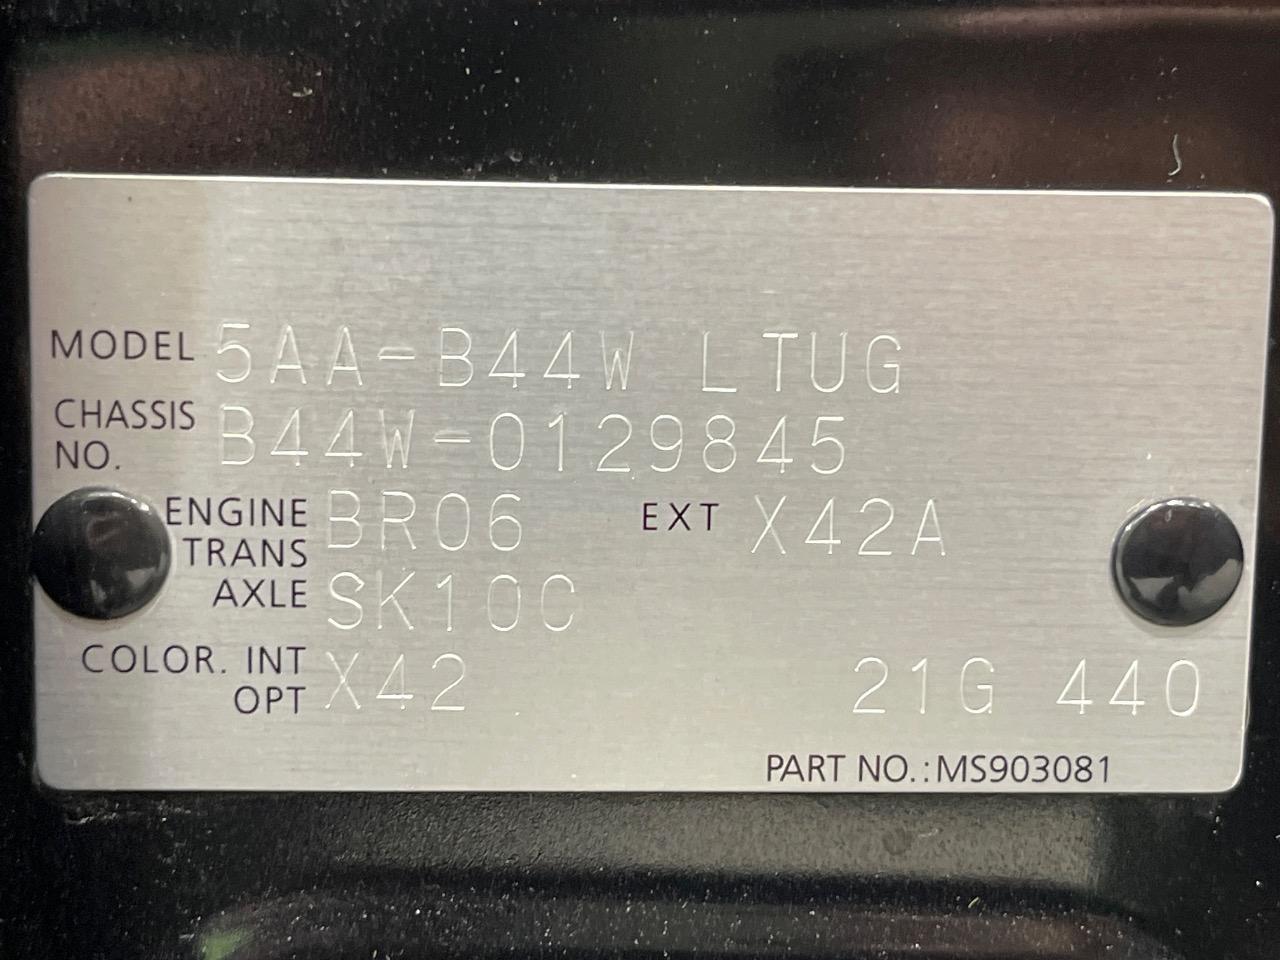 MODEL 5AA-B44W LTUG
CHASSIS NO. B44W-0129845
ENGINE BR06 EXT X42A
TRANS
AXLE SK10C
COLOR. INT X42
OPT 21G 440
PART NO.:MS903081